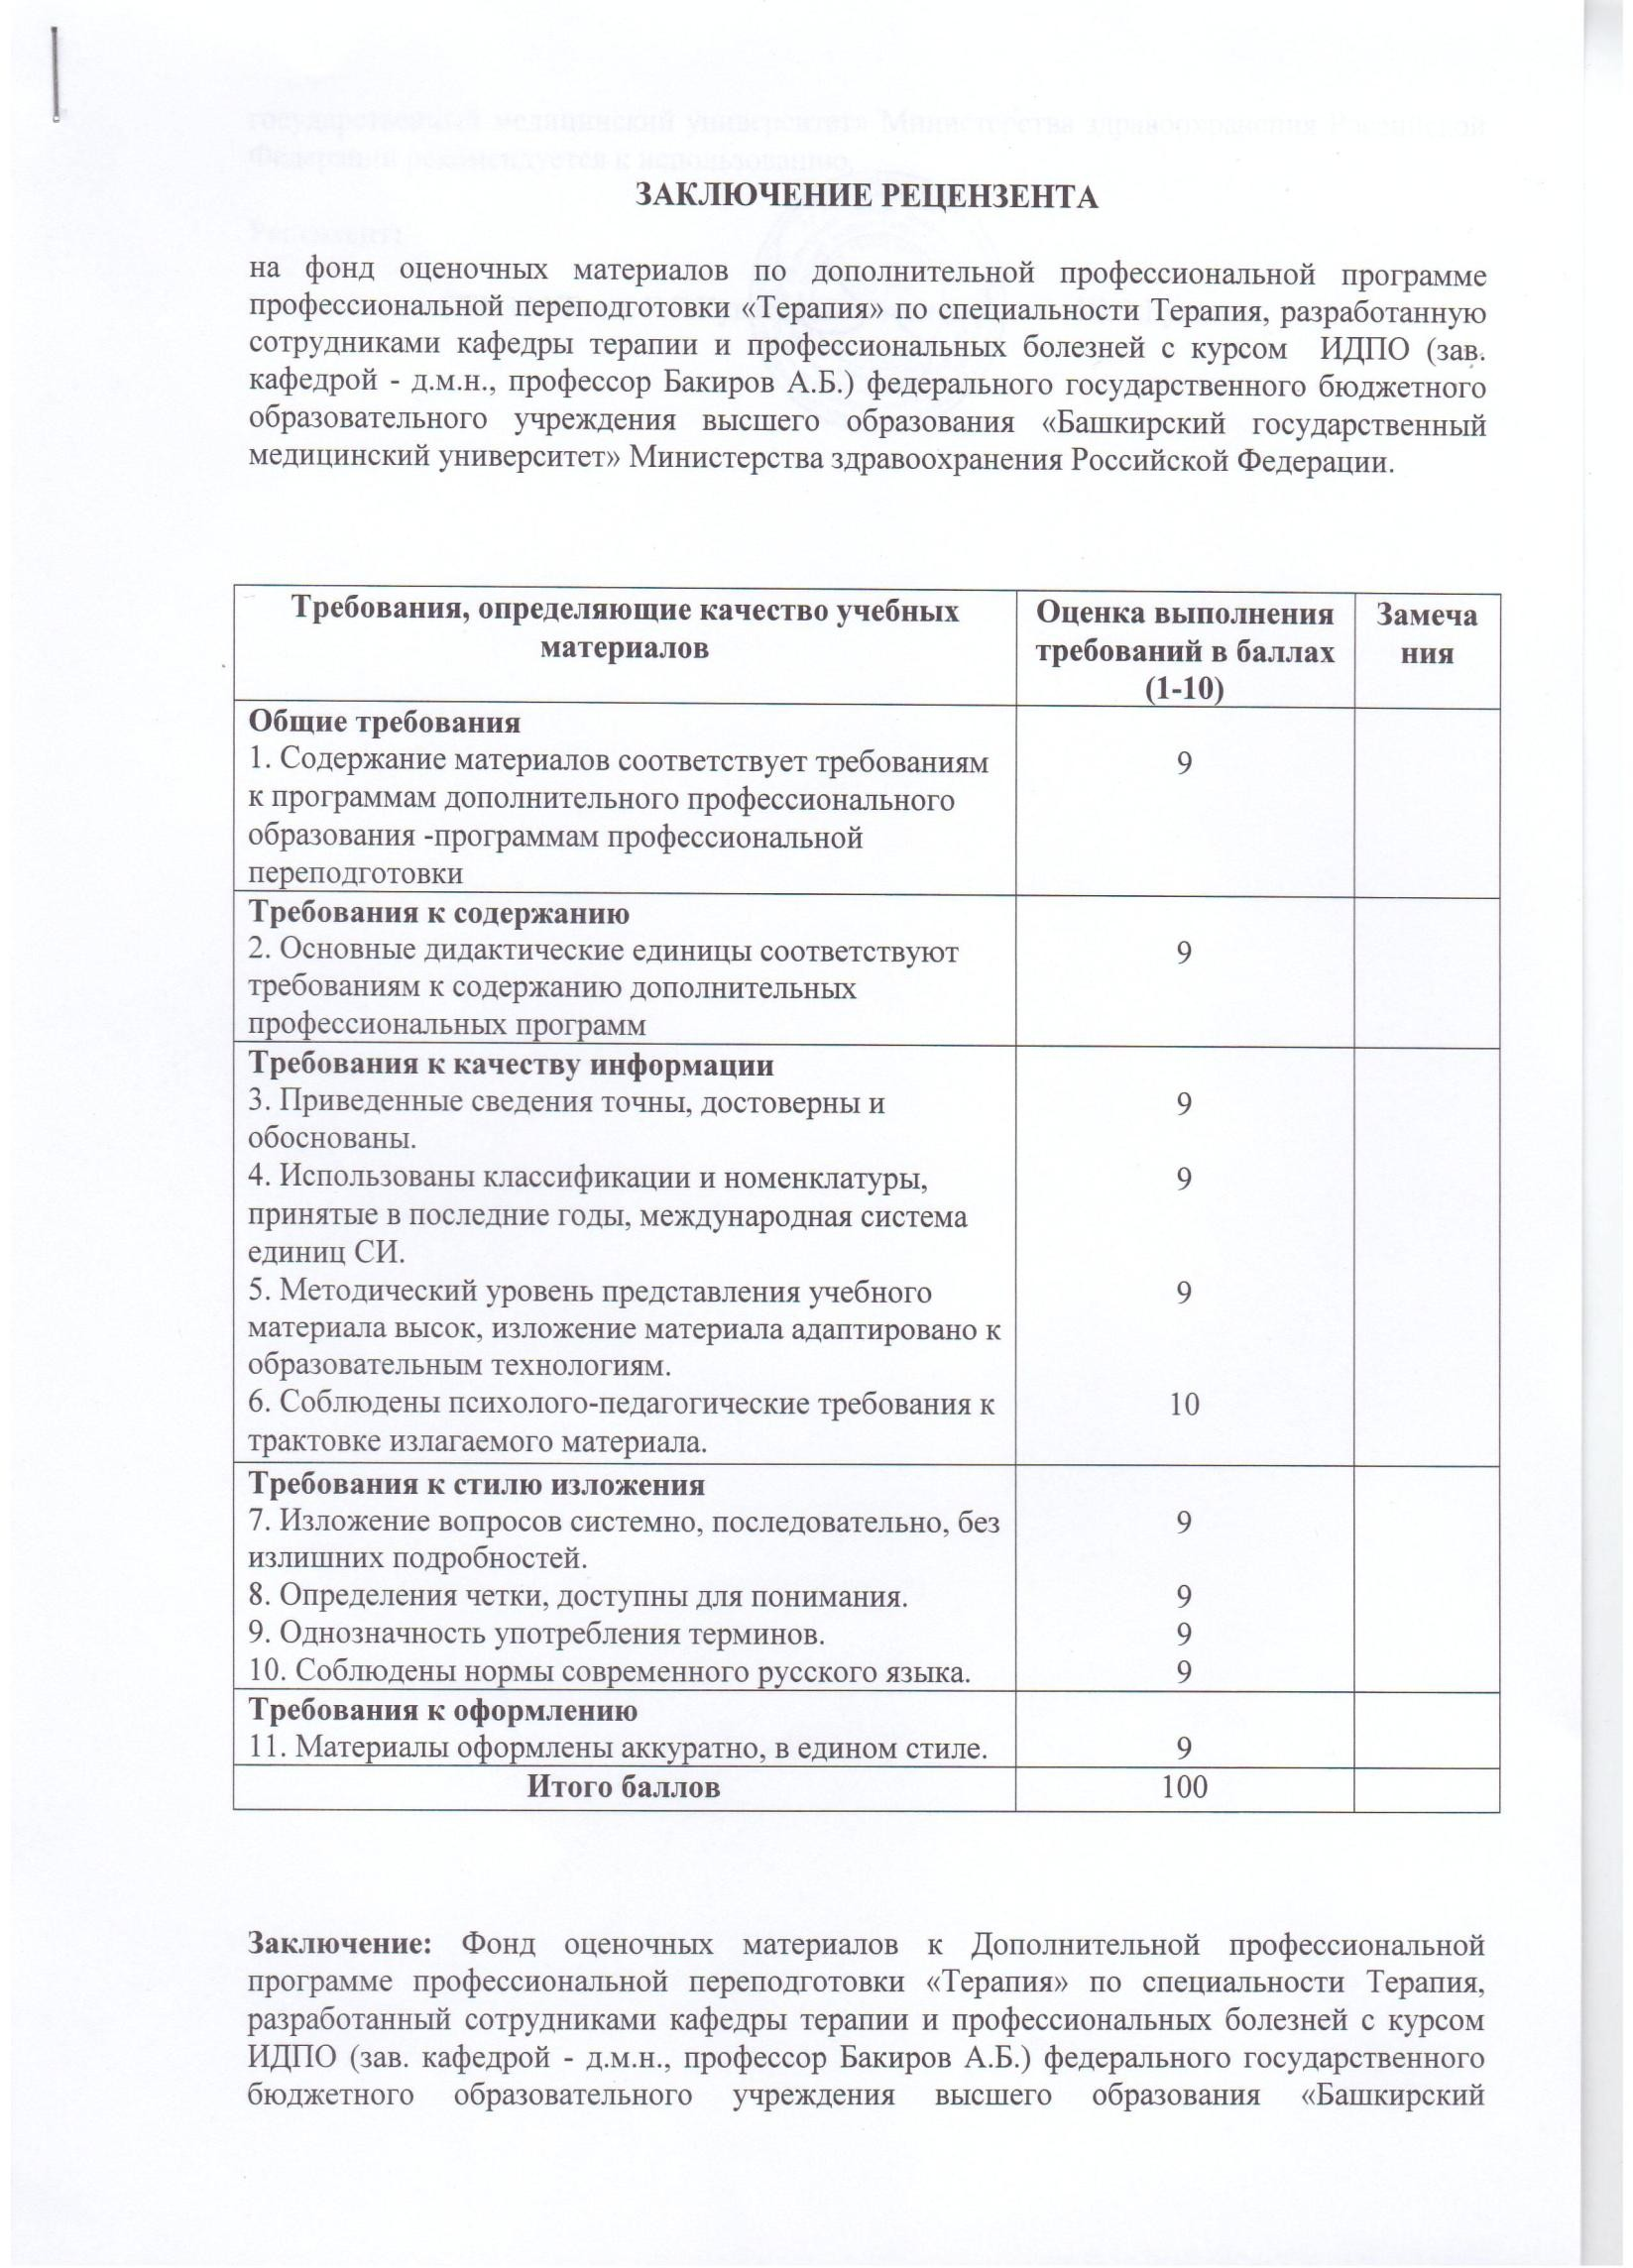 ЗАКЛЮЧЕНИЕ РЕЦЕНЗЕНТА
на фонд оценочных материалов по дополнительной профессиональной программе
профессиональной переподготовки «Терапия» по специальности Терапия, разработанную
сотрудниками кафедры терапии и профессиональных болезней с курсом ИДПО (зав.
кафедрой - д.м.н., профессор Бакиров А.Б.) федерального государственного бюджетного
образовательного учреждения высшего образования «Башкирский государственный
медицинский университет» Министерства здравоохранения Российской Федерации.
Требования, определяющие качество учебных
материалов
Оценка выполнения
требований в баллах
(1-10)
Замеча
ния
Общие требования
1. Содержание материалов соответствует требованиям 9
к программам дополнительного профессионального
образования -программам профессиональной
переподготовки
Требования к содержанию
2. Основные дидактические единицы соответствуют 9
требованиям к содержанию дополнительных
профессиональных программ
Требования к качеству информации
3. Приведенные сведения точны, достоверны и 9
обоснованы.
4. Использованы классификации и номенклатуры, 9
принятые в последние годы, международная система
единиц СИ.
5. Методический уровень представления учебного 9
материала высок, изложение материала адаптировано к
образовательным технологиям.
6. Соблюдены психолого-педагогические требования к 10
трактовке излагаемого материала.
Требования к стилю изложения
7. Изложение вопросов системно, последовательно, без 9
излишних подробностей.
8. Определения четки, доступны для понимания. 9
9. Однозначность употребления терминов. 9
10. Соблюдены нормы современного русского языка. 9
Требования к оформлению
11. Материалы оформлены аккуратно, в едином стиле. 9
Итого баллов 100
Заключение: Фонд оценочных материалов к Дополнительной профессиональной
программе профессиональной переподготовки «Терапия» по специальности Терапия,
разработанный сотрудниками кафедры терапии и профессиональных болезней с курсом
ИДПО (зав. кафедрой - д.м.н., профессор Бакиров А.Б.) федерального государственного
бюджетного образовательного учреждения высшего образования «Башкирский